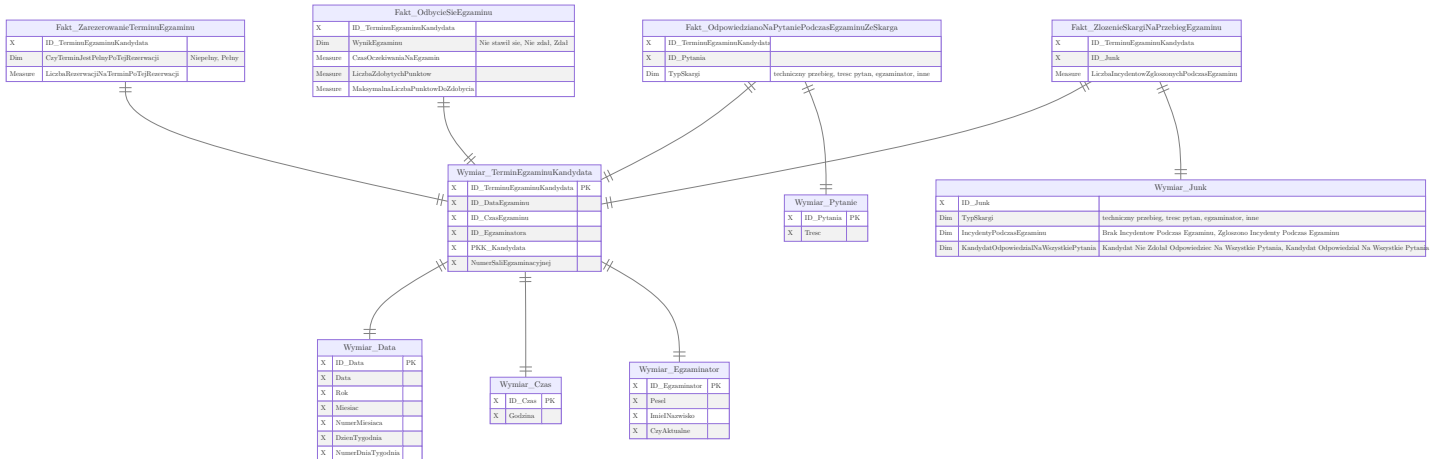 Fakt_ZarezerowanieTerminuEgzaminu
X ID_TerminuEgzaminuKandydata
Dim CzyTerminJestPelnyPoTejRezerwacji Niepelny, Pelny
Measure LiczbaRezerwacjiNaTerminPoTejRezerwacji
Fakt_OdbycieSieEgzaminu
X ID_TerminuEgzaminuKandydata
Dim WynikEgzaminu Nie stawil sie, Nie zdal, Zdal
Measure CzasOczekiwaniaNaEgzamin
Measure LiczbaZdobytychPunktow
Measure MaksymalnaLiczbaPunktowDoZdobycia
Fakt_OdpowiedzianoNaPytaniePodczasEgzaminuZeSkarga
X ID_TerminuEgzaminuKandydata
X ID_Pytania
Dim TypSkargi techniczny przebieg, tresc pytan, egzaminator, inne
Fakt_ZlozenieSkargiNaPrzebiegEgzaminu
X ID_TerminuEgzaminuKandydata
X ID_Junk
Measure LiczbaIncydentowZgloszonychPodczasEgzaminu
Wymiar_TerminEgzaminuKandydata
X ID_TerminuEgzaminuKandydata PK
X ID_DataEgzaminu
X ID_CzasEgzaminu
X ID_Egzaminatora
X PKK_Kandydata
X NumerSaliEgzaminacyjnej
Wymiar_Pytanie
X ID_Pytania PK
X Tresc
Wymiar_Junk
X ID_Junk
Dim TypSkargi techniczny przebieg, tresc pytan, egzaminator, inne
Dim IncydentyPodczasEgzaminu Brak Incydentow Podczas Egzaminu, Zgloszono Incydenty Podczas Egzaminu
Dim KandydatOdpowiedzialNaWszystkiePytania Kandydat Nie Zdolal Odpowiedziec Na Wszystkie Pytania, Kandydat Odpowiedzial Na Wszystkie Pytania
Wymiar_Data
X ID_Data PK
X Data
X Rok
X Miesiac
X NumerMiesiaca
X DzienTygodnia
X NumerDniaTygodnia
Wymiar_Czas
X ID_Czas PK
X Godzina
Wymiar_Egzaminator
X ID_Egzaminator PK
X Pesel
X ImieINazwisko
X CzyAktualne